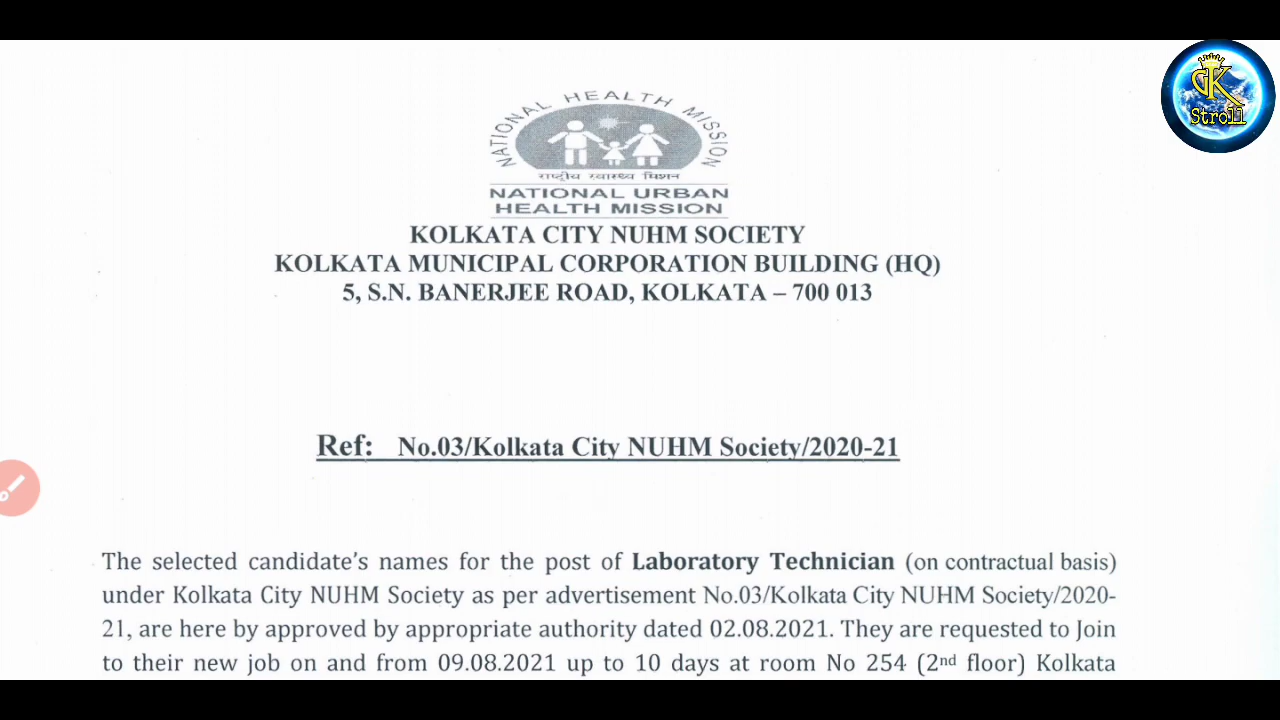 GK
Stroll
NATIONAL HEALTH MISSION
राष्ट्रीय स्वास्थ्य मिशन
NATIONAL URBAN
HEALTH MISSION
KOLKATA CITY NUHM SOCIETY
KOLKATA MUNICIPAL CORPORATION BUILDING (HQ)
5, S.N. BANERJEE ROAD, KOLKATA – 700 013
Ref: No.03/Kolkata City NUHM Society/2020-21
The selected candidate's names for the post of Laboratory Technician (on contractual basis)
under Kolkata City NUHM Society as per advertisement No.03/Kolkata City NUHM Society/2020-
21, are here by approved by appropriate authority dated 02.08.2021. They are requested to Join
to their new job on and from 09.08.2021 up to 10 days at room No 254 (2nd floor) Kolkata